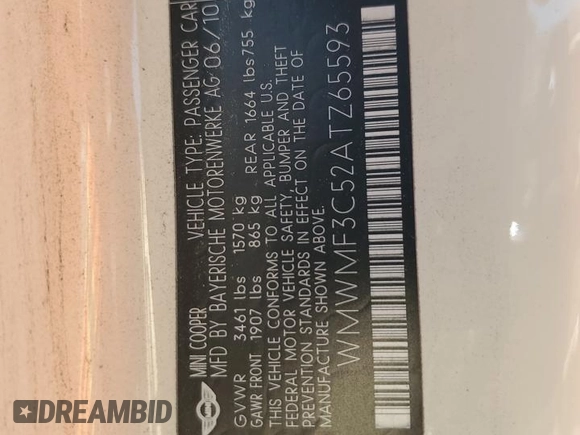 MINI COOPER
VEHICLE TYPE: PASSENGER CAR
MFD BY BAYERISCHE MOTORENWERKE AG 06/10
GVWR 3461 lbs 1570 kg
GAWR FRONT 1907 lbs 865 kg REAR 1664 lbs 755 kg
THIS VEHICLE CONFORMS TO ALL APPLICABLE U.S.
FEDERAL MOTOR VEHICLE SAFETY, BUMPER AND THEFT
PREVENTION STANDARDS IN EFFECT ON THE DATE OF
MANUFACTURE SHOWN ABOVE.
WMWMF3C52ATZ65593
DREAMBID